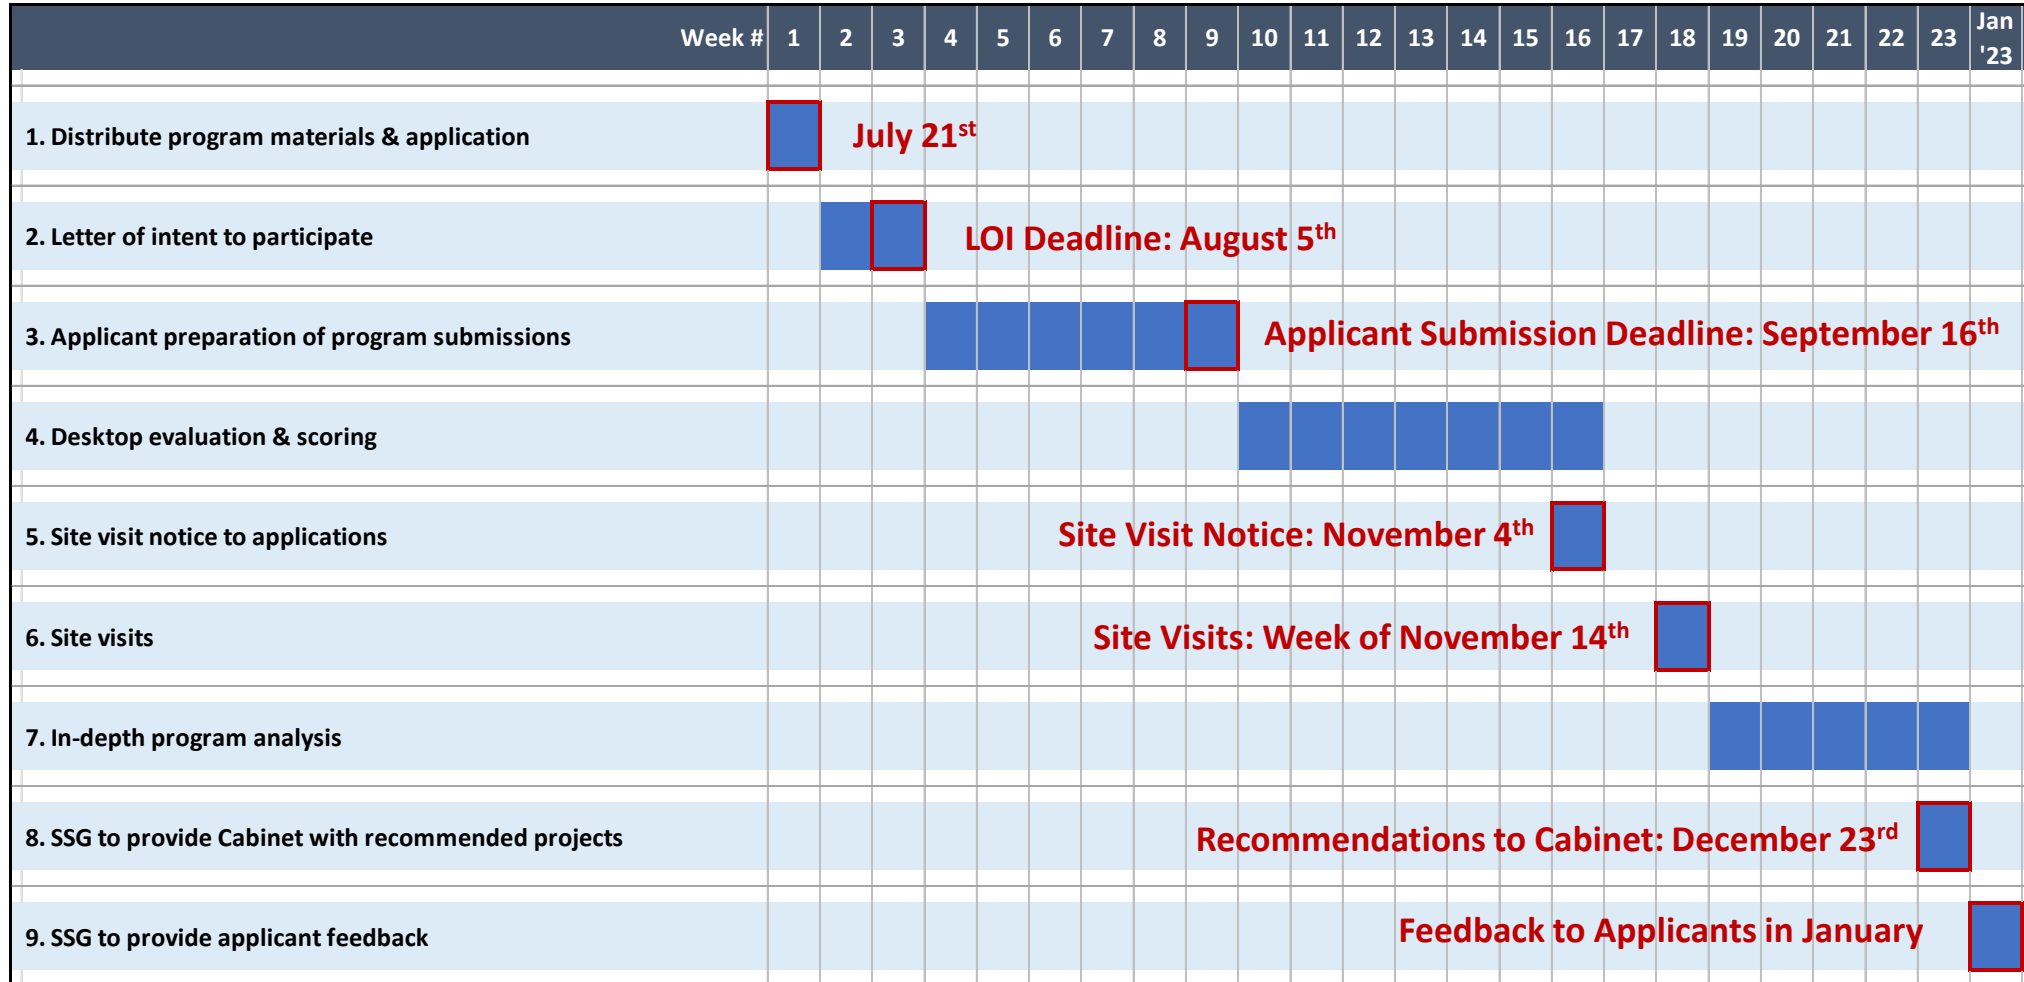 Week # 1 2 3 4 5 6 7 8 9 10 11 12 13 14 15 16 17 18 19 20 21 22 23 Jan '23
1. Distribute program materials & application July 21st
2. Letter of intent to participate LOI Deadline: August 5th
3. Applicant preparation of program submissions Applicant Submission Deadline: September 16th
4. Desktop evaluation & scoring
5. Site visit notice to applications Site Visit Notice: November 4th
6. Site visits Site Visits: Week of November 14th
7. In-depth program analysis
8. SSG to provide Cabinet with recommended projects Recommendations to Cabinet: December 23rd
9. SSG to provide applicant feedback Feedback to Applicants in January